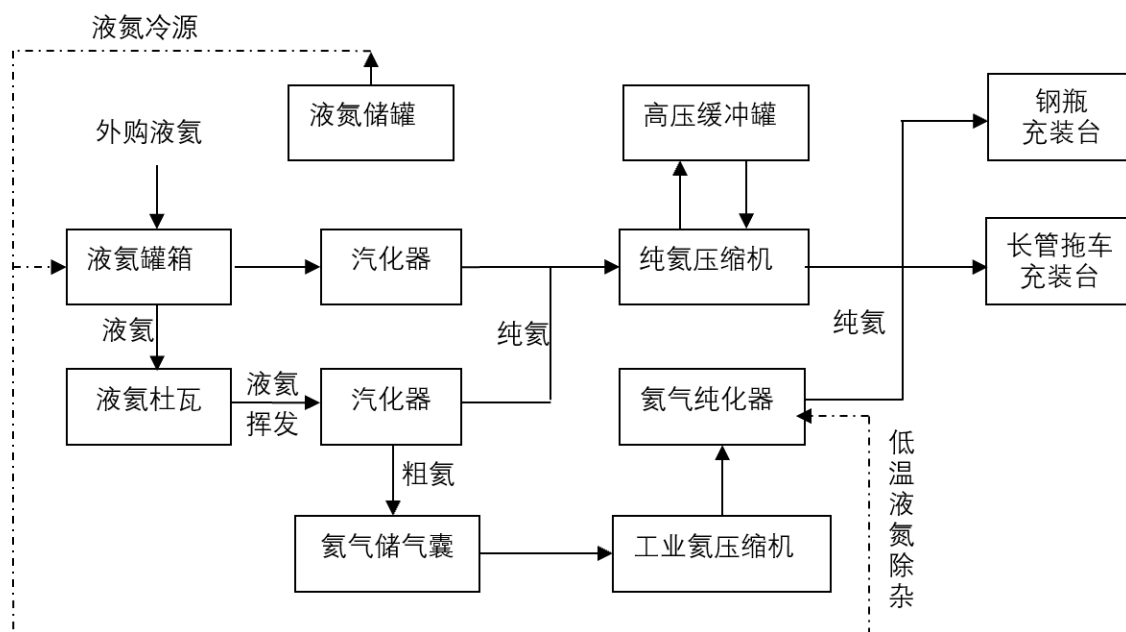 液氮冷源
液氮储罐
高压缓冲罐
钢瓶
充装台
外购液氦
液氦罐箱
汽化器
纯氦压缩机
长管拖车
充装台
液氦
纯氦
纯氦
液氦杜瓦
液氦
挥发
汽化器
氦气纯化器
粗氦
低温液氮除杂
氦气储气囊
工业氦压缩机